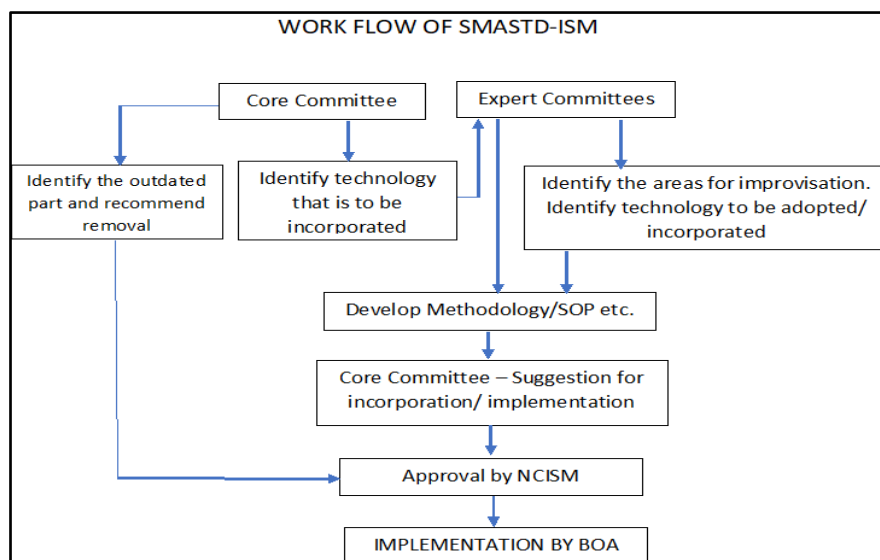 WORK FLOW OF SMASTD-ISM
Core Committee
Expert Committees
Identify the outdated
part and recommend
removal
Identify technology
that is to be
incorporated
Identify the areas for improvisation.
Identify technology to be adopted/
incorporated
Develop Methodology/SOP etc.
Core Committee – Suggestion for
incorporation/ implementation
Approval by NCISM
IMPLEMENTATION BY BOA